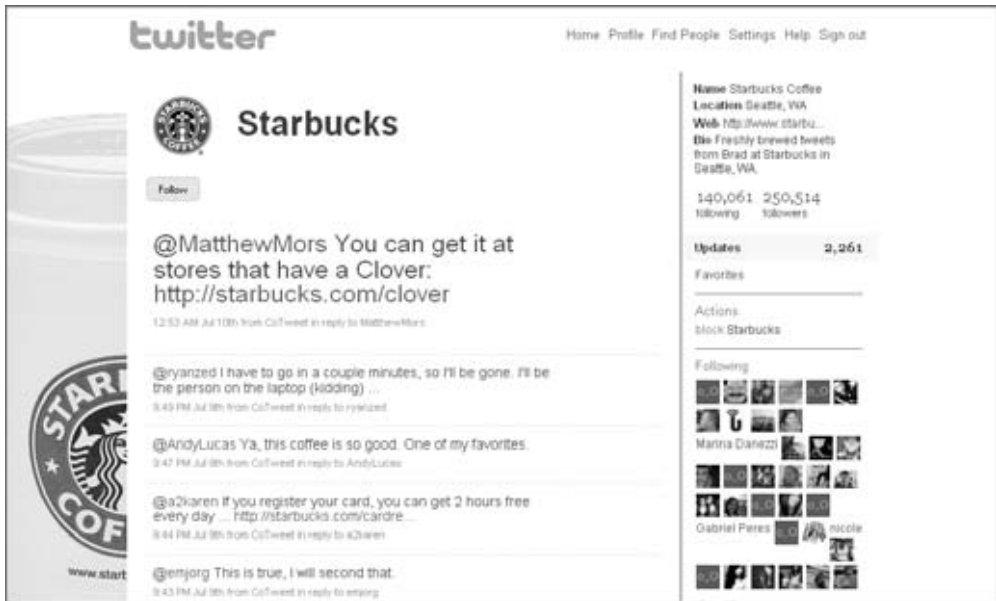 twitter
Home Profile Find People Settings Help Sign out
STARBUCKS
COFFEE
Starbucks
Follow
@MatthewMors You can get it at
stores that have a Clover:
http://starbucks.com/clover
12:53 AM Jul 10th from CoTweet in reply to MatthewMors
@ryanzed I have to go in a couple minutes, so I'll be gone. I'll be
the person on the laptop (kidding) ...
9:49 PM Jul 9th from CoTweet in reply to ryanzed
@AndyLucas Ya, this coffee is so good. One of my favorites.
9:47 PM Jul 9th from CoTweet in reply to AndyLucas
@a2karen If you register your card, you can get 2 hours free
every day ... http://starbucks.com/cardre...
9:44 PM Jul 9th from CoTweet in reply to a2karen
@emjorg This is true, I will second that.
9:43 PM Jul 9th from CoTweet in reply to emjorg
Name Starbucks Coffee
Location Seattle, WA
Web http://www.starbu...
Bio Freshly brewed tweets
from Brad at Starbucks in
Seattle, WA.
140,061 250,514
following followers
Updates 2,261
Favorites
Actions
block Starbucks
Following
Marina Danezzi
Gabriel Peres
nicole
STAR
COF
www.start